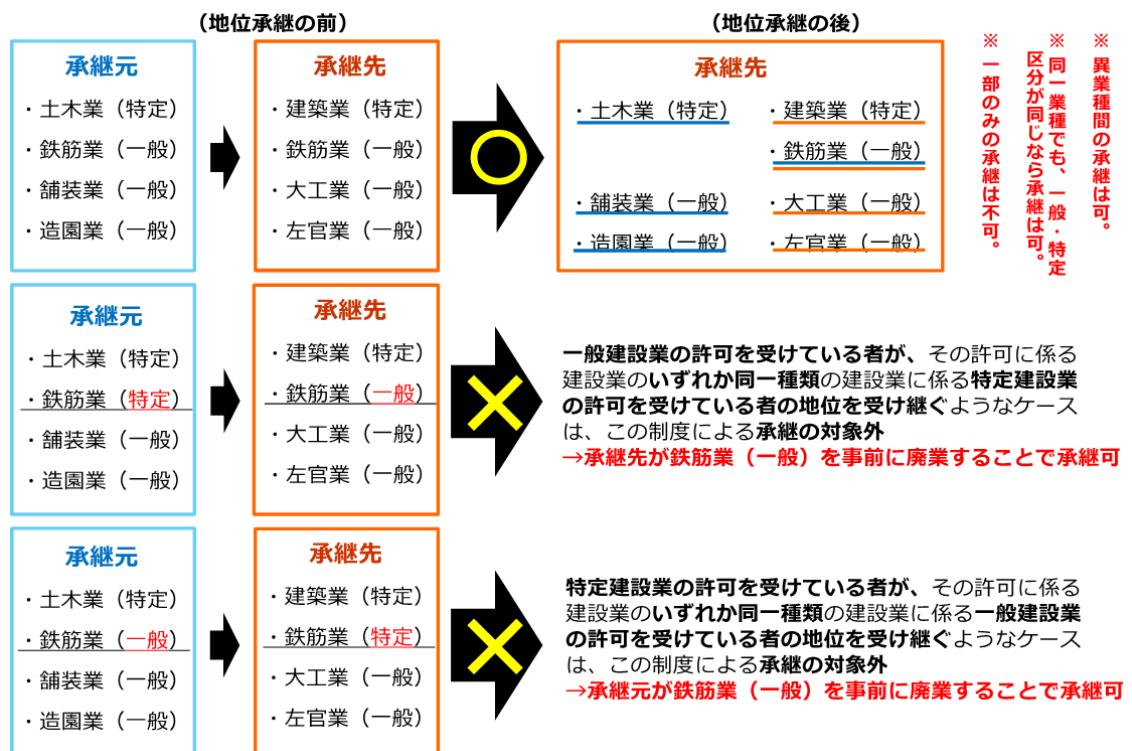 （地位承継の前）
（地位承継の後）
承継元
・土木業（特定）
・鉄筋業（一般）
・舗装業（一般）
・造園業（一般）
承継先
・建築業（特定）
・鉄筋業（一般）
・大工業（一般）
・左官業（一般）
承継先
・土木業（特定）
・建築業（特定）
・鉄筋業（一般）
・舗装業（一般）
・大工業（一般）
・造園業（一般）
・左官業（一般）
※異業種間の承継は可。
※同一業種でも、一般・特定
区分が同じなら承継は可。
※一部のみの承継は不可。
承継元
・土木業（特定）
・鉄筋業（特定）
・舗装業（一般）
・造園業（一般）
承継先
・建築業（特定）
・鉄筋業（一般）
・大工業（一般）
・左官業（一般）
一般建設業の許可を受けている者が、その許可に係る
建設業のいずれか同一種類の建設業に係る特定建設業
の許可を受けている者の地位を受け継ぐようなケース
は、この制度による承継の対象外
→承継先が鉄筋業（一般）を事前に廃業することで承継可
承継元
・土木業（特定）
・鉄筋業（一般）
・舗装業（一般）
・造園業（一般）
承継先
・建築業（特定）
・鉄筋業（特定）
・大工業（一般）
・左官業（一般）
特定建設業の許可を受けている者が、その許可に係る
建設業のいずれか同一種類の建設業に係る一般建設業
の許可を受けている者の地位を受け継ぐようなケース
は、この制度による承継の対象外
→承継元が鉄筋業（一般）を事前に廃業することで承継可